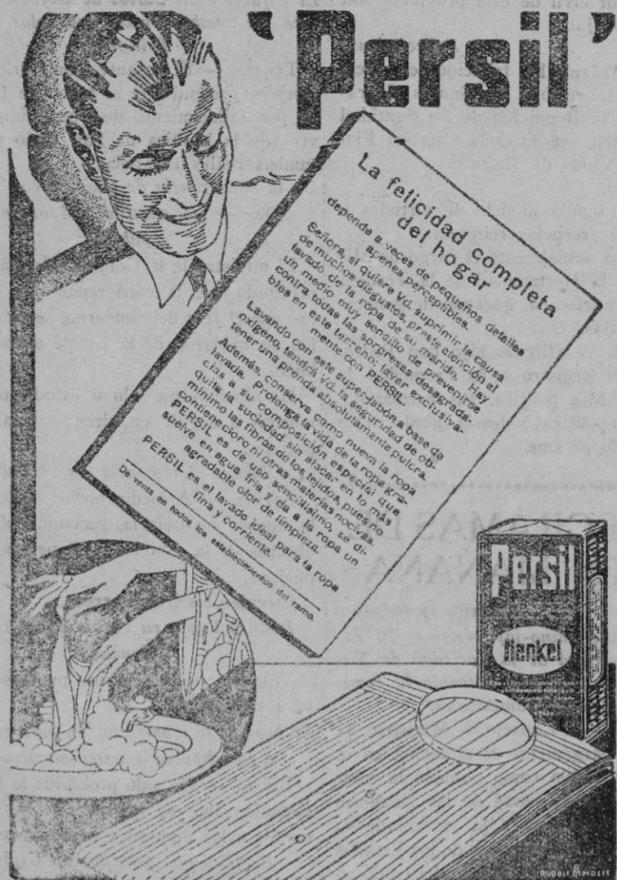 'Persil'
La felicidad completa
del hogar
depende a veces de pequeños detalles
apenas perceptibles.
Señora, si quiere Vd. suprimir la causa
de muchos disgustos, preste atención al
lavado de la ropa de su marido. Hay
un medio muy sencillo de prevenirse
contra todas las sorpresas desagrada-
bles en este terreno: lavar exclusiva-
mente con PERSIL.
Lavando con este super-jabón a base de
oxígeno, tendrá Vd. la seguridad de ob-
tener una prenda absolutamente pulcra.
Además, conserva como nueva la ropa
lavada. Prolonga la vida de la ropa gra-
cias a su composición especial que
quita la suciedad sin atacar en lo más
mínimo las fibras de los tejidos, pues no
contiene cloro ni otras materias nocivas.
PERSIL es de uso sencillísimo, se di-
suelve en agua fría y da a la ropa un
agradable olor de limpieza.
PERSIL es el lavado ideal para la ropa
fina y corriente.
De venta en todos los establecimientos del ramo.
Persil
Henkel
RUDOLF MOSSE